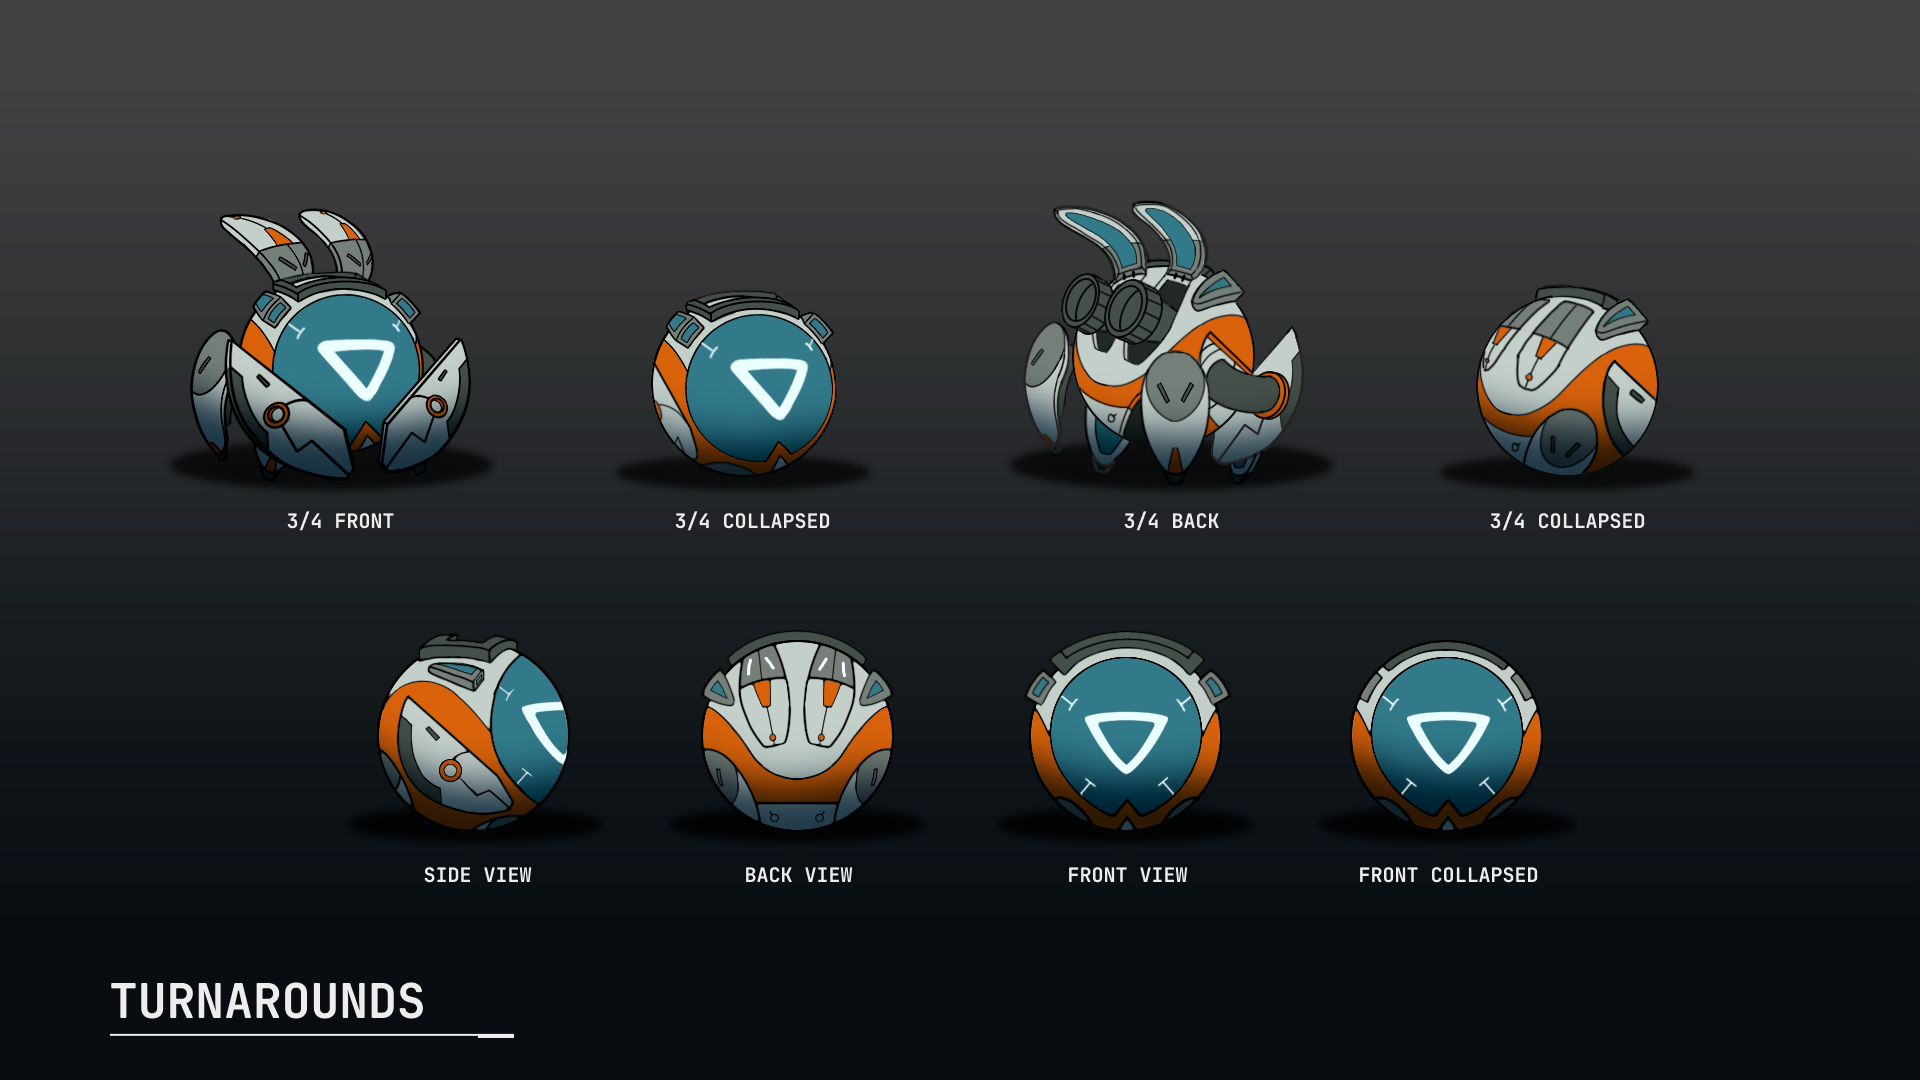 3/4 FRONT
3/4 COLLAPSED
3/4 BACK
3/4 COLLAPSED
SIDE VIEW
BACK VIEW
FRONT VIEW
FRONT COLLAPSED
TURNAROUNDS